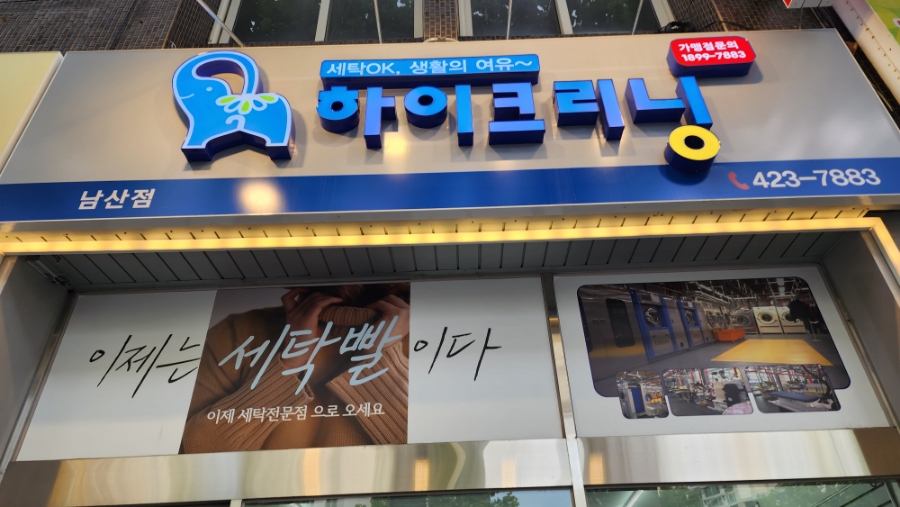 세탁OK, 생활의 여유~
가맹점문의
1899-7883
하이크리닝
남산점
423-7883
이제는 세탁빨이다
이제 세탁전문점 으로 오세요